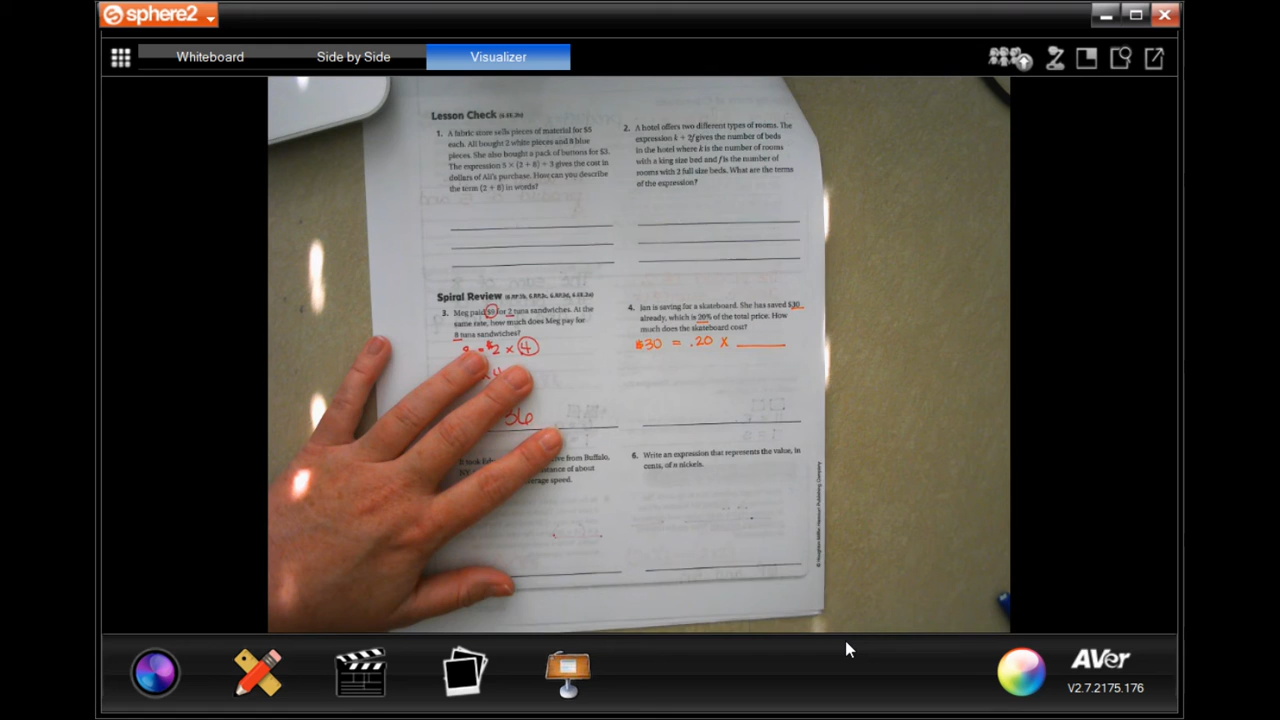 sphere2
Whiteboard
Side by Side
Visualizer
Lesson Check
1. A fabric store sells pieces of material for $5
each. Ali bought 2 white pieces and 8 blue
pieces. She also bought a pack of buttons for $3.
The expression 5 × (2 + 8) + 3 gives the cost in
dollars of Ali's purchase. How can you describe
the term (2 + 8) in words?
2. A hotel offers two different types of rooms. The
expression k + 2f gives the number of beds
in the hotel where k is the number of rooms
with a king size bed and f is the number of
rooms with 2 full size beds. What are the terms
of the expression?
Spiral Review
3. Meg paid $9 for 2 tuna sandwiches. At the
same rate, how much does Meg pay for
8 tuna sandwiches?
2 × 4
36
4. Jan is saving for a skateboard. She has saved $30
already, which is 20% of the total price. How
much does the skateboard cost?
$30 = .20 x
from Buffalo,
distance of about
speed.
6. Write an expression that represents the value, in
cents, of n nickels.
AVer
V2.7.2175.176